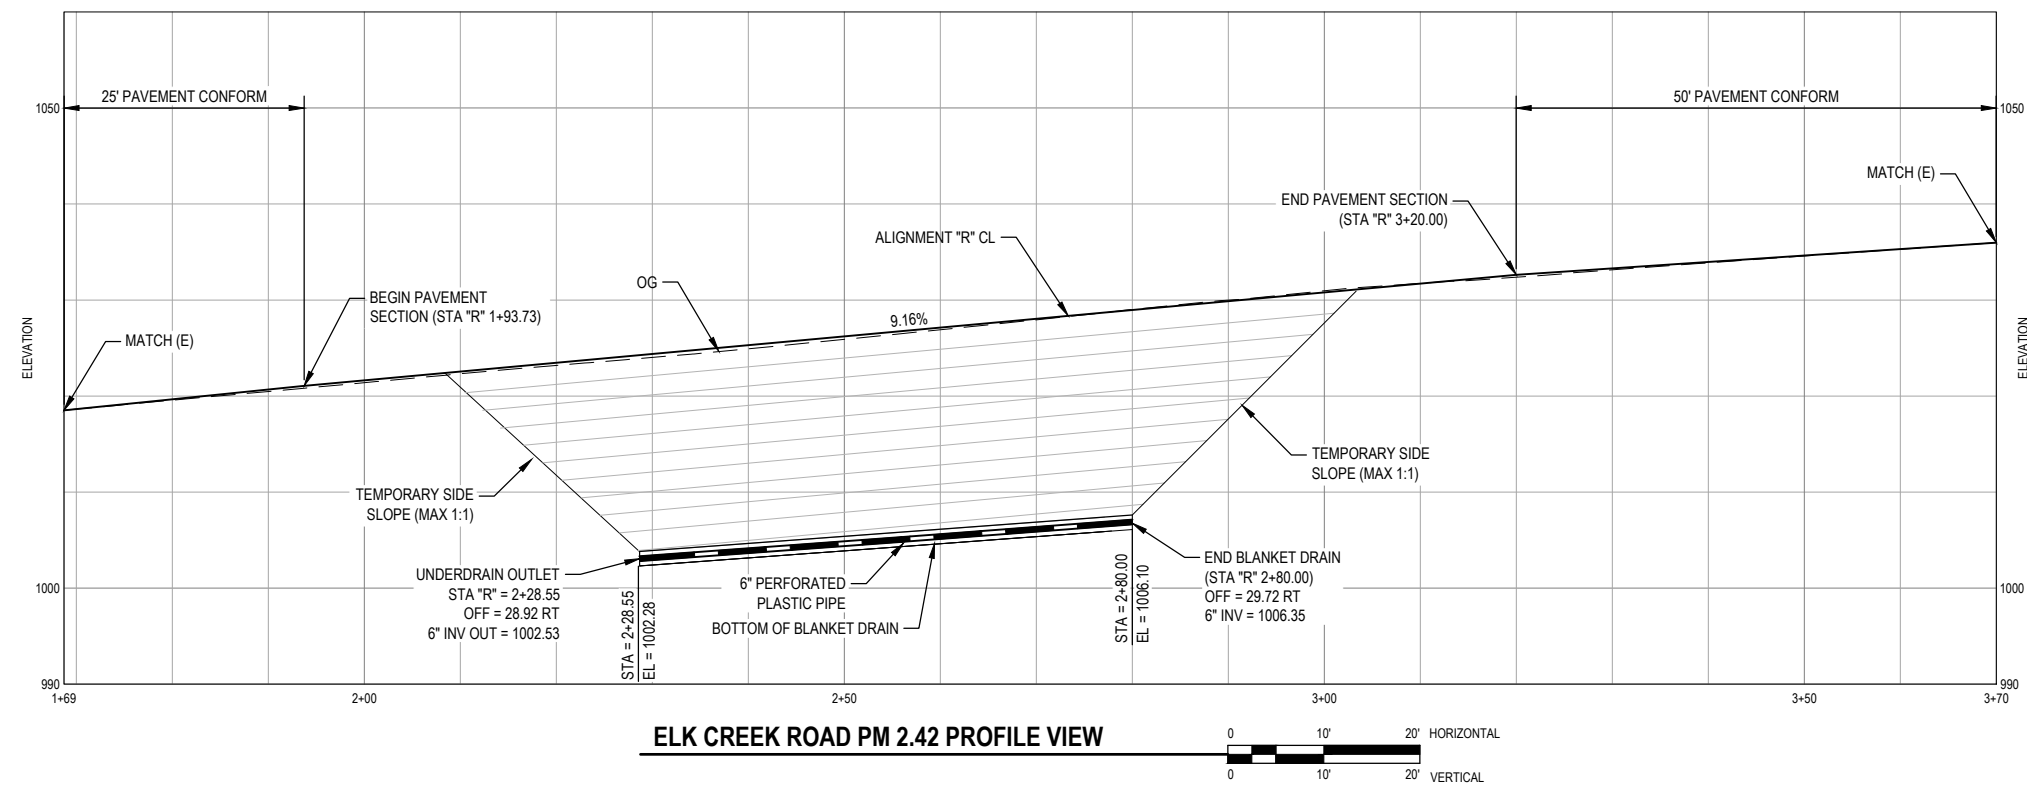 25' PAVEMENT CONFORM
50' PAVEMENT CONFORM
1050
1050
MATCH (E)
END PAVEMENT SECTION
(STA "R" 3+20.00)
ALIGNMENT "R" CL
OG
BEGIN PAVEMENT
SECTION (STA "R" 1+93.73)
9.16%
MATCH (E)
ELEVATION
ELEVATION
TEMPORARY SIDE
SLOPE (MAX 1:1)
TEMPORARY SIDE
SLOPE (MAX 1:1)
UNDERDRAIN OUTLET
STA "R" = 2+28.55
OFF = 28.92 RT
6" INV OUT = 1002.53
STA = 2+28.55
EL = 1002.28
6" PERFORATED
PLASTIC PIPE
BOTTOM OF BLANKET DRAIN
STA = 2+80.00
EL = 1006.10
END BLANKET DRAIN
(STA "R" 2+80.00)
OFF = 29.72 RT
6" INV = 1006.35
1000
1000
990
990
1+69
2+00
2+50
3+00
3+50
3+70
ELK CREEK ROAD PM 2.42 PROFILE VIEW
0 10' 20' HORIZONTAL
0 10' 20' VERTICAL